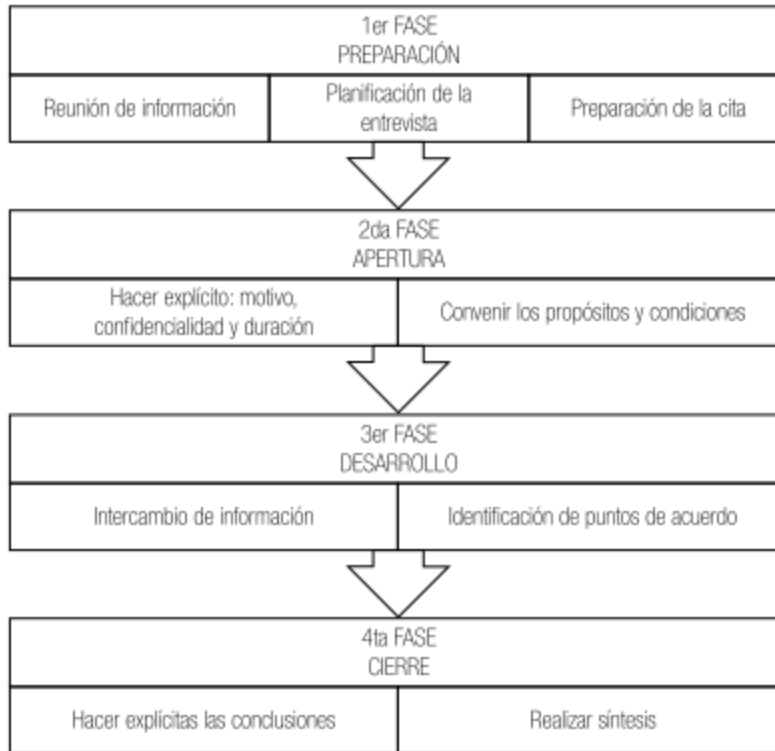 1er FASE
PREPARACIÓN
Reunión de información
Planificación de la
entrevista
Preparación de la cita
2da FASE
APERTURA
Hacer explícito: motivo,
confidencialidad y duración
Convenir los propósitos y condiciones
3er FASE
DESARROLLO
Intercambio de información
Identificación de puntos de acuerdo
4ta FASE
CIERRE
Hacer explícitas las conclusiones
Realizar síntesis